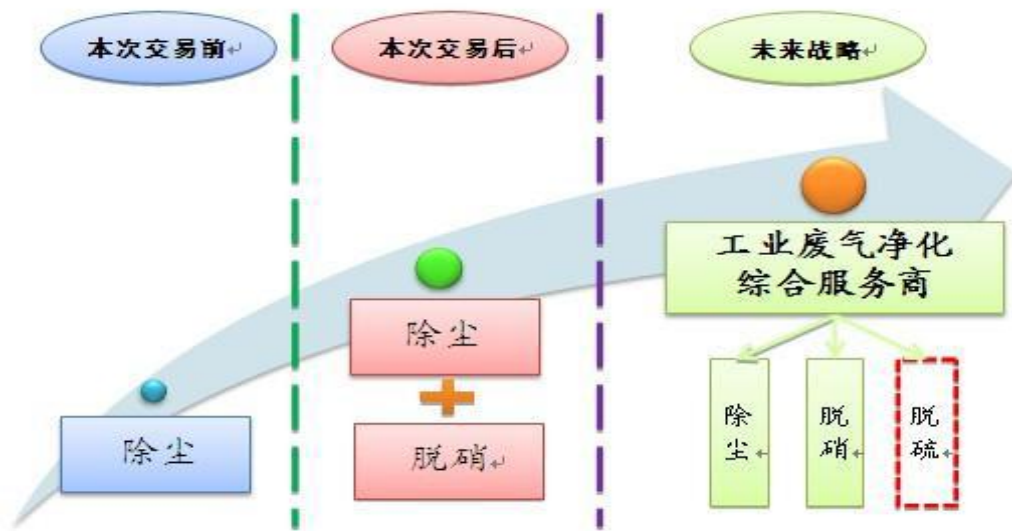 本次交易前
本次交易后
未来战略
工业废气净化
综合服务商
除尘
脱硝
除尘
除尘
脱硝
脱硫